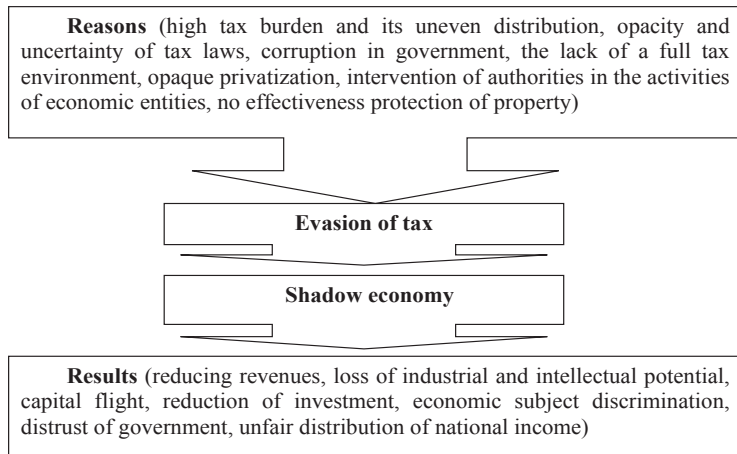 Reasons (high tax burden and its uneven distribution, opacity and
uncertainty of tax laws, corruption in government, the lack of a full tax
environment, opaque privatization, intervention of authorities in the activities
of economic entities, no effectiveness protection of property)
Evasion of tax
Shadow economy
Results (reducing revenues, loss of industrial and intellectual potential,
capital flight, reduction of investment, economic subject discrimination,
distrust of government, unfair distribution of national income)